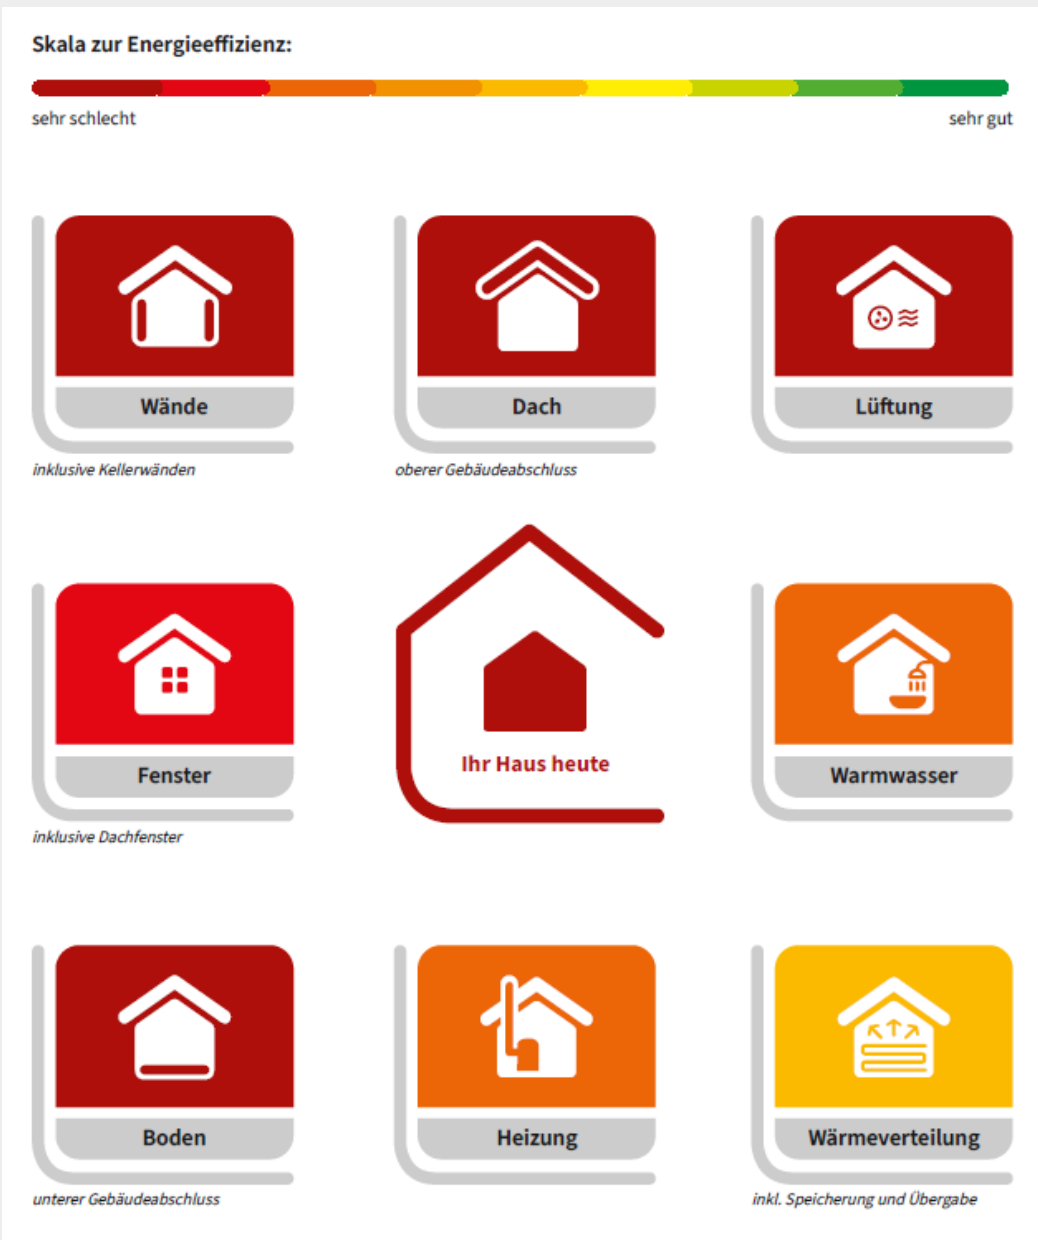 Skala zur Energieeffizienz:
sehr schlecht
sehr gut
Wände
Dach
Lüftung
inklusive Kellerwänden
oberer Gebäudeabschluss
Fenster
Ihr Haus heute
Warmwasser
inklusive Dachfenster
Boden
Heizung
Wärmeverteilung
unterer Gebäudeabschluss
inkl. Speicherung und Übergabe